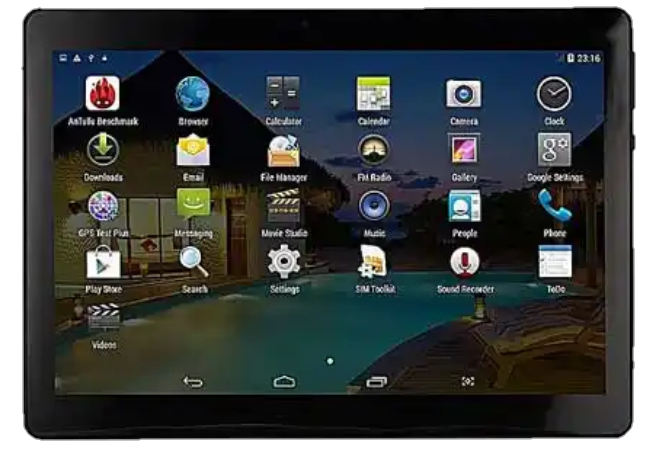 23:16
AnTuTu Benchmark
Browser
Calculator
Calendar
Camera
Clock
Downloads
Email
File Manager
FM Radio
Gallery
Google Settings
GPS Test Plus
Messaging
Movie Studio
Music
People
Phone
Play Store
Search
Settings
SIM Toolkit
Sound Recorder
ToDo
Videos